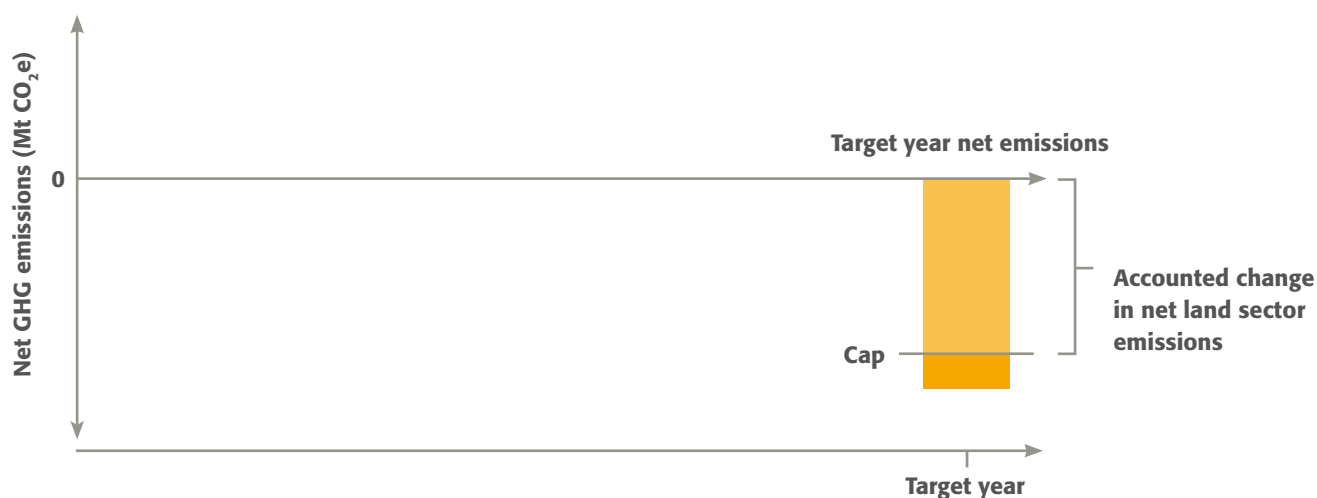 Net GHG emissions (Mt CO₂e)
Target year net emissions
0
Accounted change
in net land sector
emissions
Cap
Target year